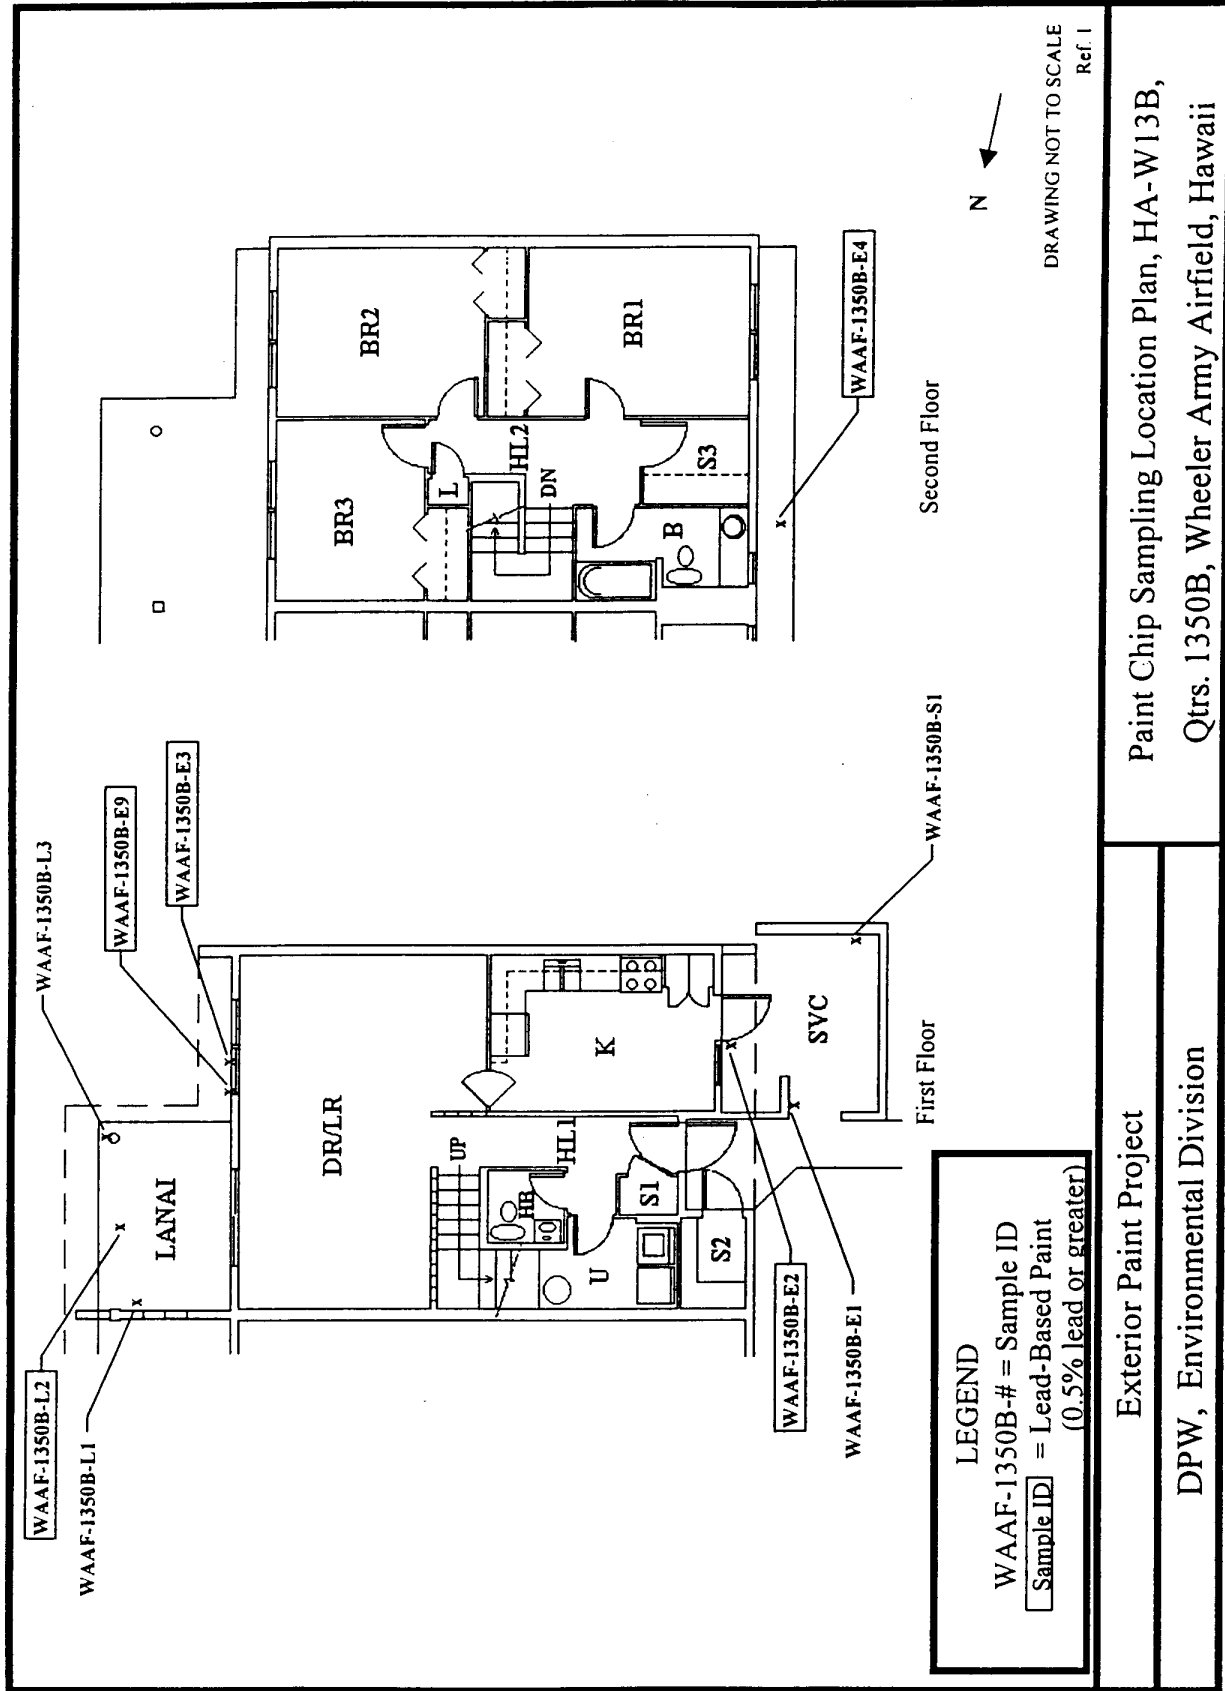 WAAF-1350B-L2
WAAF-1350B-L1
WAAF-1350B-L3
WAAF-1350B-E9
WAAF-1350B-E3
LANAI
DR/LR
UP
HL1
HB
K
U
S1
S2
SVC
WAAF-1350B-E2
WAAF-1350B-E1
WAAF-1350B-S1
First Floor
BR3
BR2
L
HL2
DN
BR1
B
S3
WAAF-1350B-E4
Second Floor
N
DRAWING NOT TO SCALE
Ref. 1
LEGEND
WAAF-1350B-# = Sample ID
Sample ID = Lead-Based Paint
(0.5% lead or greater)
Exterior Paint Project
DPW, Environmental Division
Paint Chip Sampling Location Plan, HA-W13B,
Qtrs. 1350B, Wheeler Army Airfield, Hawaii